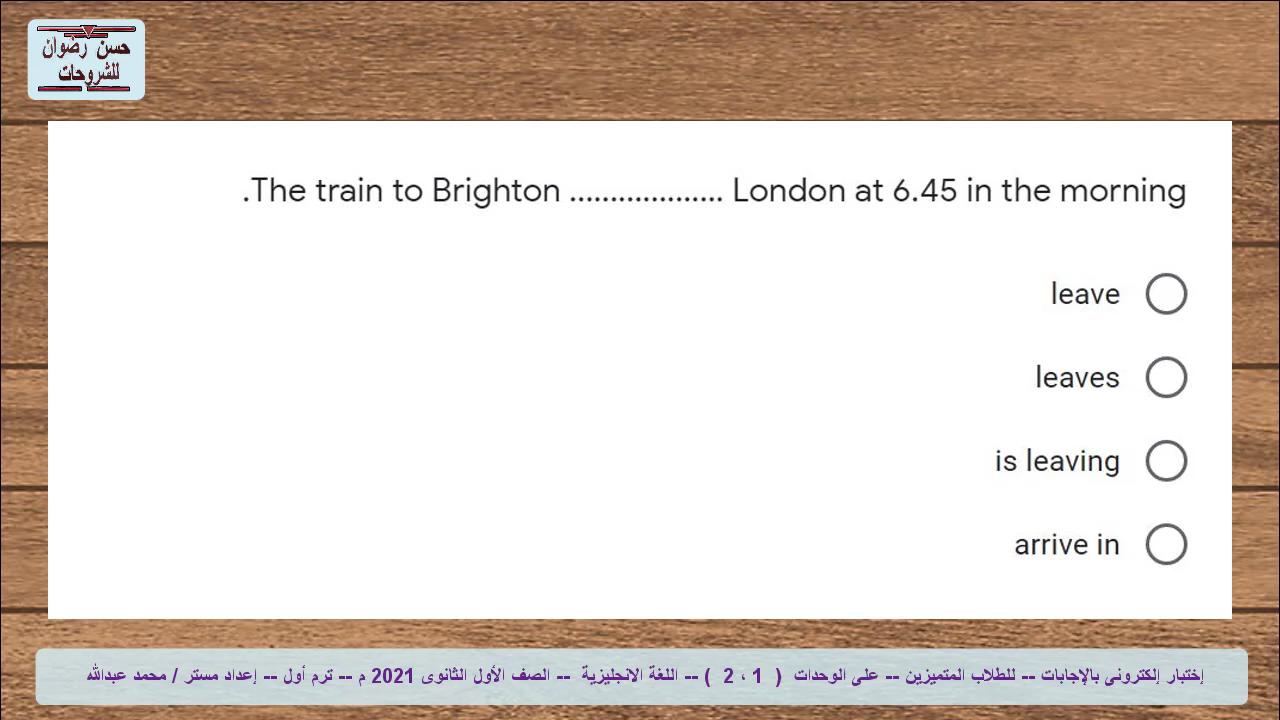 حسن رضوان
للشروحات
.The train to Brighton ................... London at 6.45 in the morning
leave
leaves
is leaving
arrive in
إختبار إلكترونى بالإجابات -- للطلاب المتميزين -- على الوحدات ( 1 ، 2 ) -- اللغة الانجليزية -- الصف الأول الثانوى 2021 م -- ترم أول -- إعداد مستر / محمد عبدالله